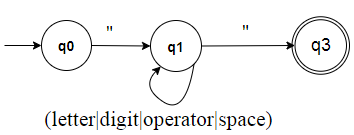 " "
q0 q1 q3
(letter|digit|operator|space)